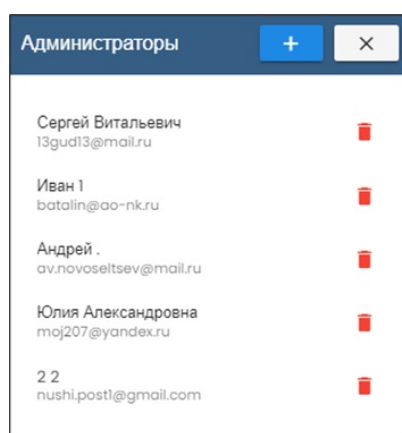 Администраторы
Сергей Витальевич
13gud13@mail.ru
Иван 1
batalin@ao-nk.ru
Андрей .
av.novoseltsev@mail.ru
Юлия Александровна
moj207@yandex.ru
2 2
nushi.post1@gmail.com